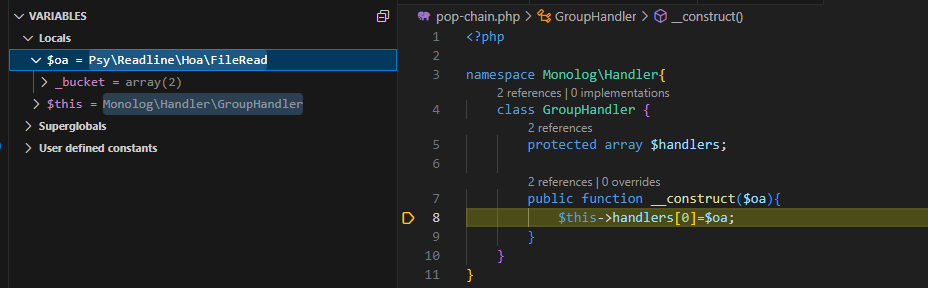 VARIABLES
Locals
$oa = Psy\Readline\Hoa\FileRead
_bucket = array(2)
$this = Monolog\Handler\GroupHandler
Superglobals
User defined constants
pop-chain.php > GroupHandler > __construct()
1 <?php
2
3 namespace Monolog\Handler{
2 references | 0 implementations
4 class GroupHandler {
2 references
5 protected array $handlers;
6
2 references | 0 overrides
7 public function __construct($oa){
8 $this->handlers[0]=$oa;
9 }
10 }
11 }